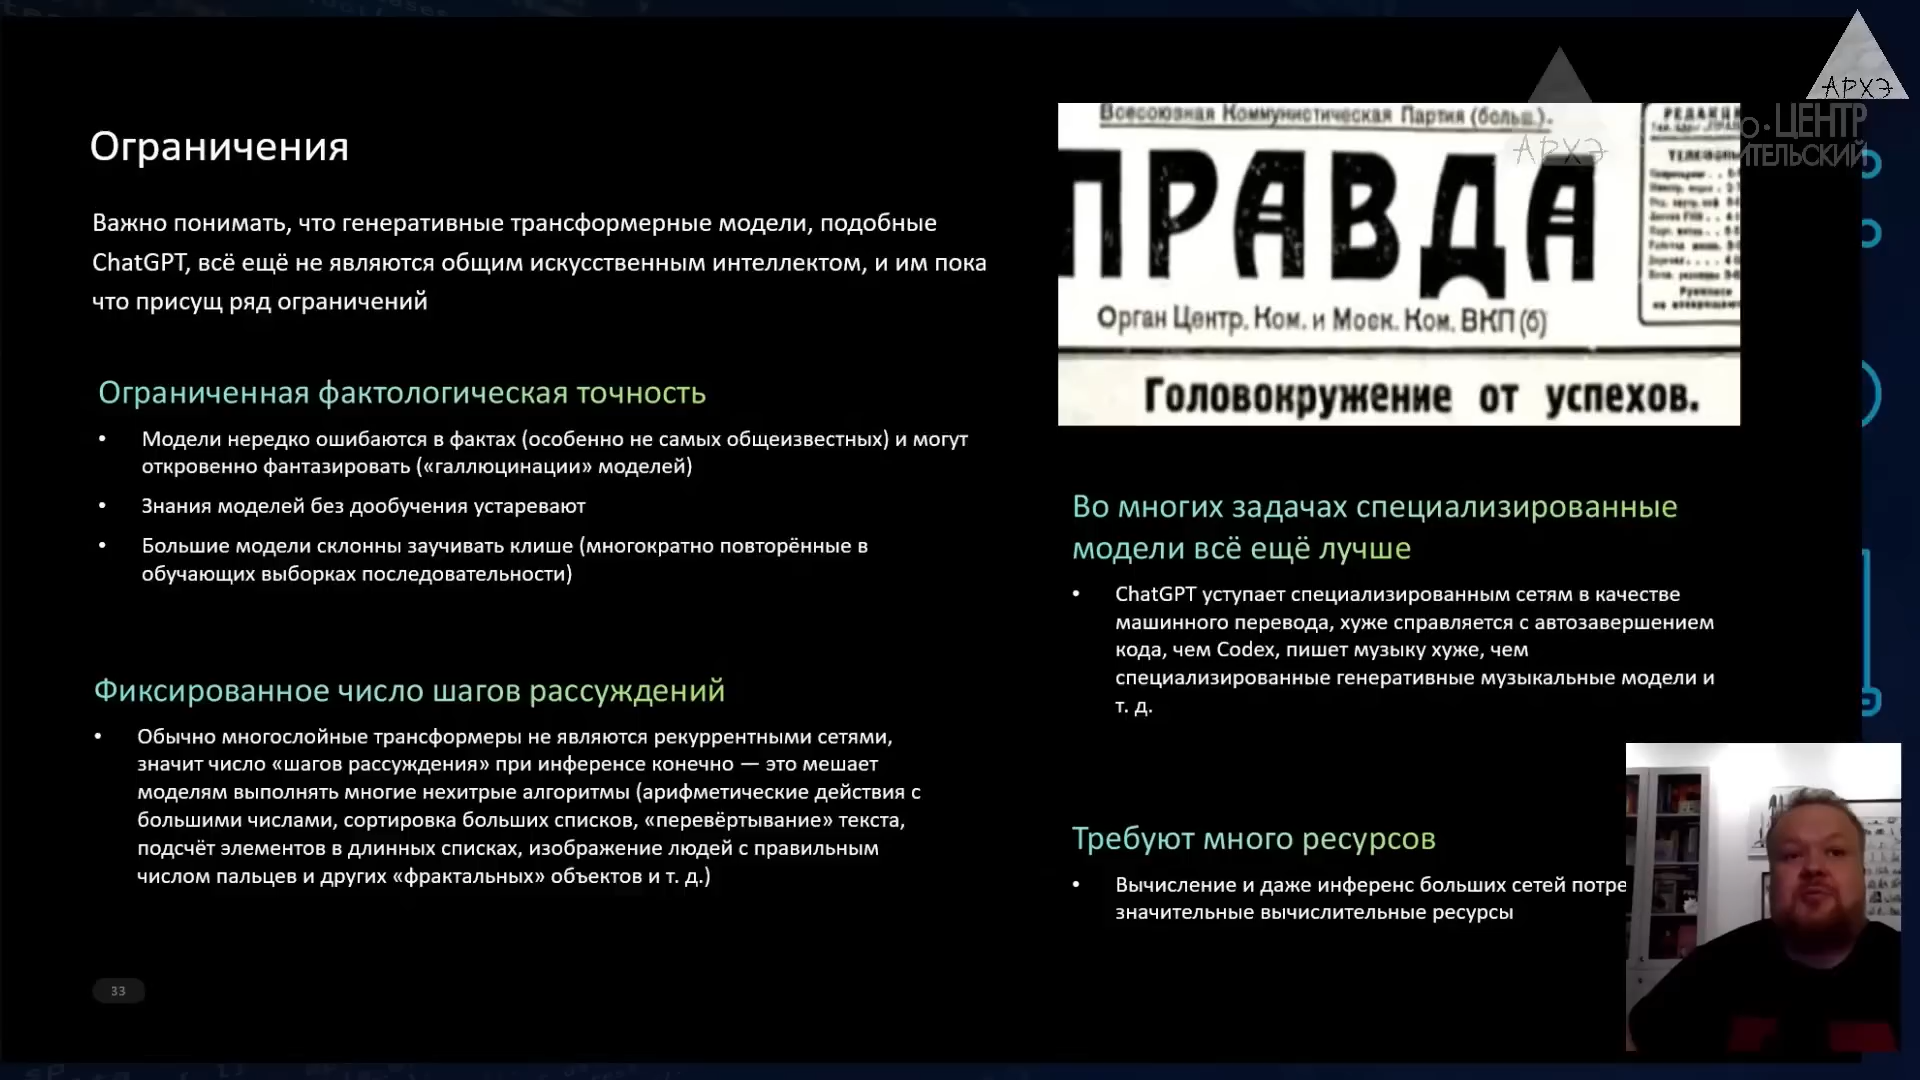 Ограничения
Важно понимать, что генеративные трансформерные модели, подобные
ChatGPT, всё ещё не являются общим искусственным интеллектом, и им пока
что присущ ряд ограничений
Ограниченная фактологическая точность
• Модели нередко ошибаются в фактах (особенно не самых общеизвестных) и могут
откровенно фантазировать («галлюцинации» моделей)
• Знания моделей без дообучения устаревают
• Большие модели склонны заучивать клише (многократно повторённые в
обучающих выборках последовательности)
Фиксированное число шагов рассуждений
• Обычно многослойные трансформеры не являются рекуррентными сетями,
значит число «шагов рассуждения» при инференсе конечно — это мешает
моделям выполнять многие нехитрые алгоритмы (арифметические действия с
большими числами, сортировка больших списков, «перевёртывание» текста,
подсчёт элементов в длинных списках, изображение людей с правильным
числом пальцев и других «фрактальных» объектов и т. д.)
33
Всесоюзная Коммунистическая Партия (больш.).
ПРАВДА
Орган Центр. Ком. и Моск. Ком. ВКП(б)
Головокружение от успехов.
Во многих задачах специализированные
модели всё ещё лучше
• ChatGPT уступает специализированным сетям в качестве
машинного перевода, хуже справляется с автозавершением
кода, чем Codex, пишет музыку хуже, чем
специализированные генеративные музыкальные модели и
т. д.
Требуют много ресурсов
• Вычисление и даже инференс больших сетей потре
значительные вычислительные ресурсы
АРХЭ
АРХЭ
ЦЕНТР
ИТЕЛЬСКИЙ